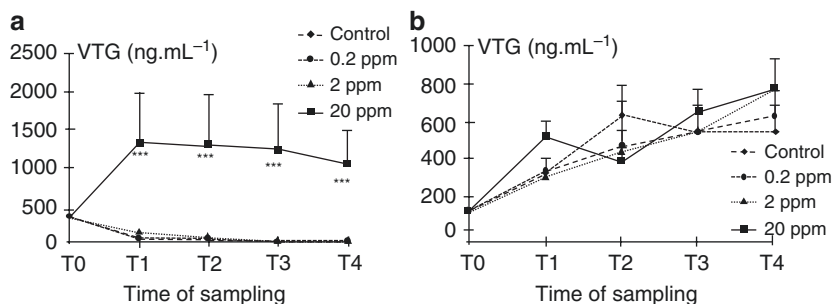 a
VTG (ng.mL⁻¹)
2500
2000
1500
1000
500
0
Control
0.2 ppm
2 ppm
20 ppm
***
***
***
***
T0 T1 T2 T3 T4
Time of sampling
b
VTG (ng.mL⁻¹)
1000
800
600
400
200
0
Control
0.2 ppm
2 ppm
20 ppm
T0 T1 T2 T3 T4
Time of sampling